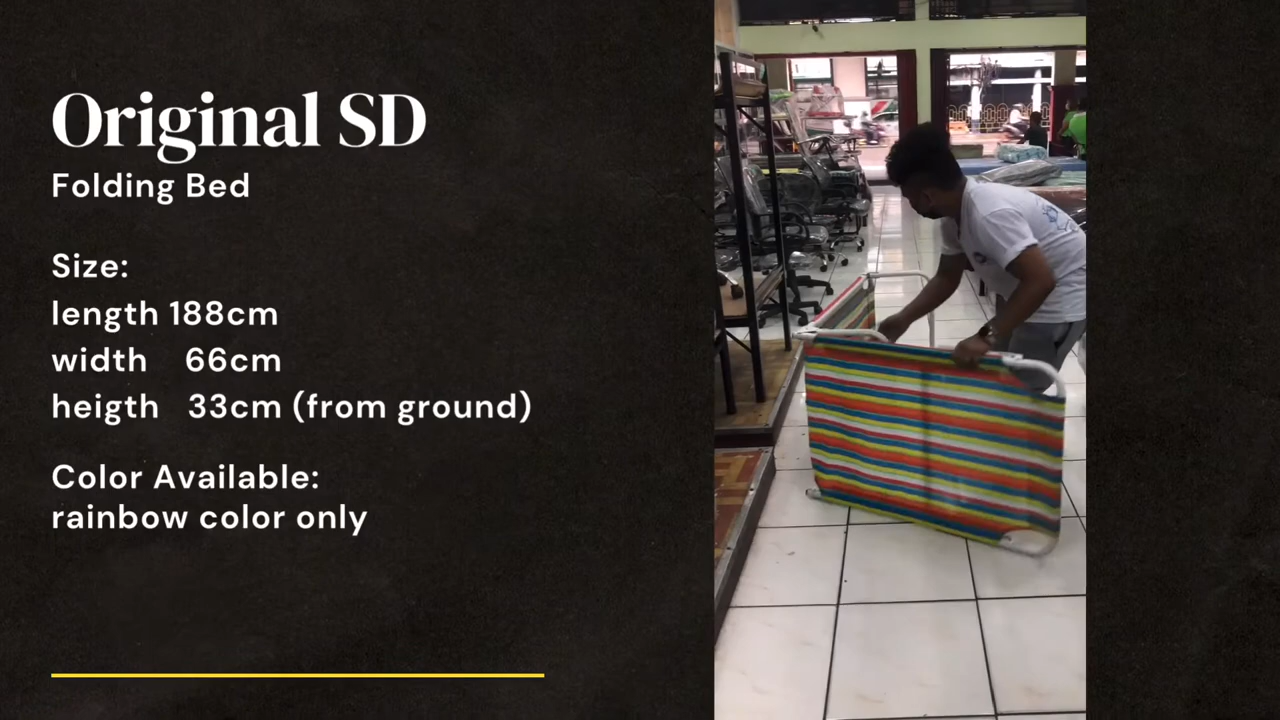 Original SD
Folding Bed
Size:
length 188cm
width 66cm
heigth 33cm (from ground)
Color Available:
rainbow color only